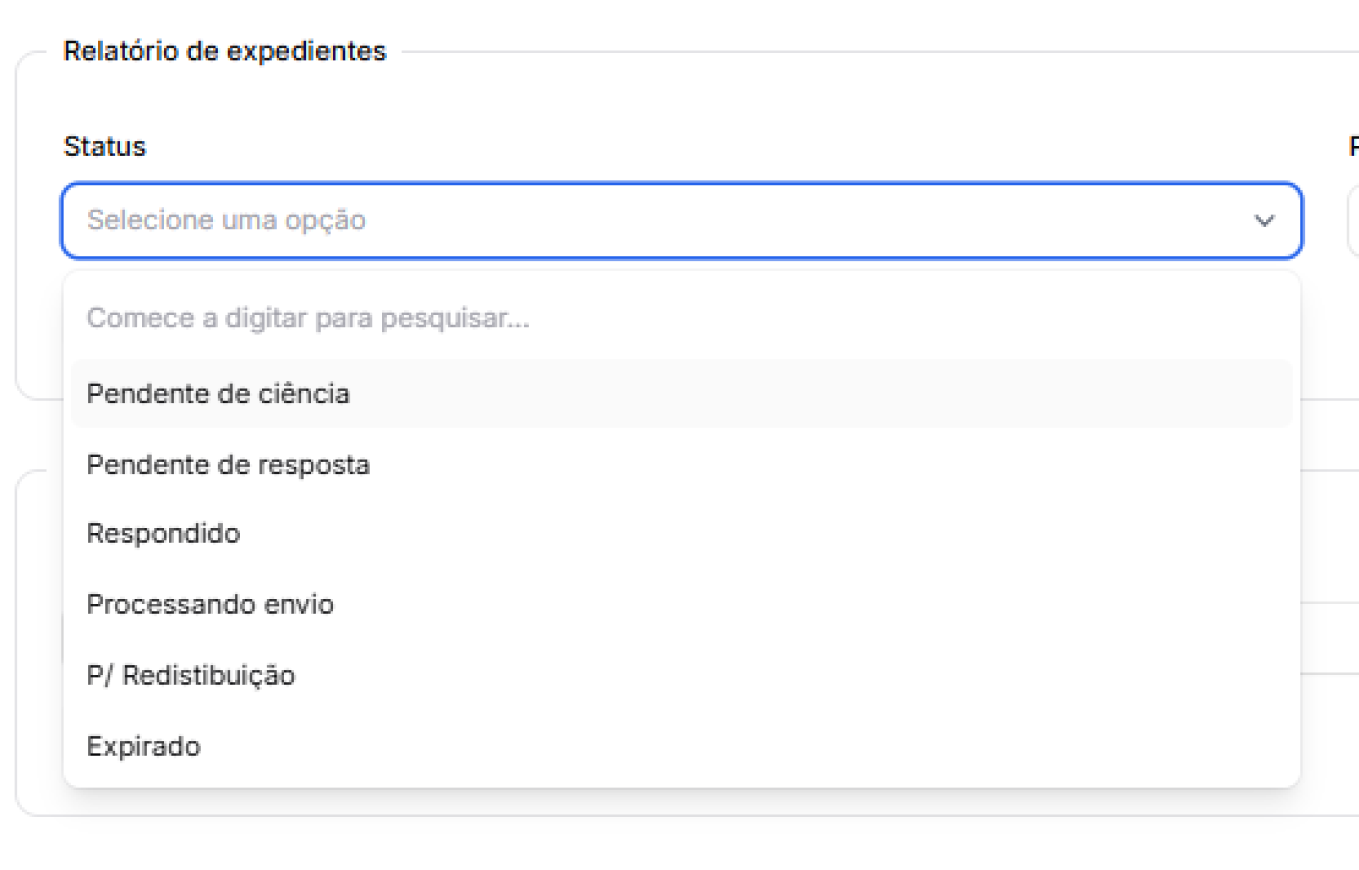 Relatório de expedientes
Status
Selecione uma opção
Comece a digitar para pesquisar...
Pendente de ciência
Pendente de resposta
Respondido
Processando envio
P/ Redistibuição
Expirado